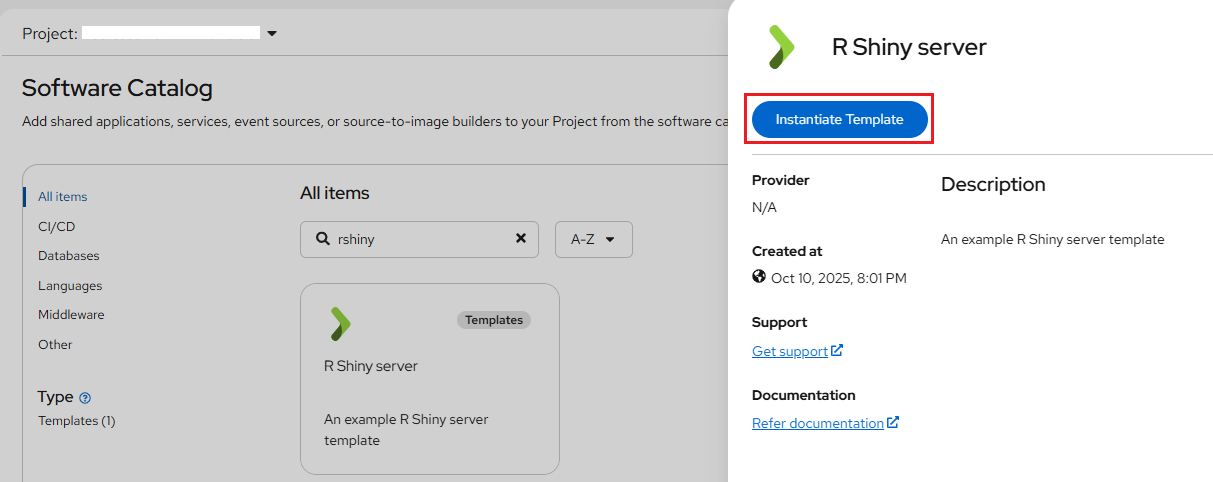 Project:
Software Catalog
Add shared applications, services, event sources, or source-to-image builders to your Project from the software ca
All items
CI/CD
Databases
Languages
Middleware
Other
Type
Templates (1)
All items
rshiny
A-Z
Templates
R Shiny server
An example R Shiny server
template
R Shiny server
Instantiate Template
Provider
N/A
Created at
Oct 10, 2025, 8:01 PM
Support
Get support
Documentation
Refer documentation
Description
An example R Shiny server template